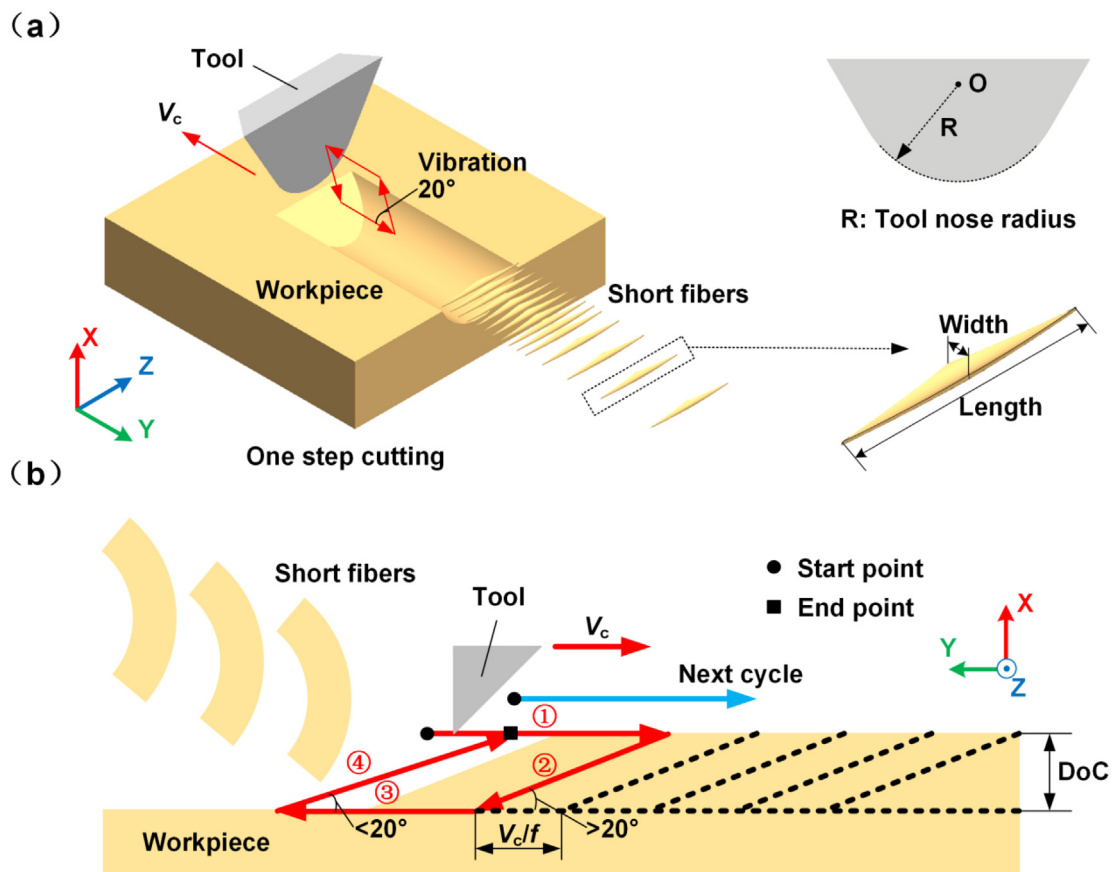 (a)
Tool
Vc
Vibration
20°
O
R
R: Tool nose radius
Workpiece
Short fibers
Width
Length
X
Z
Y
One step cutting
(b)
Short fibers
Tool
Start point
End point
Vc
X
Y
Z
Next cycle
①
②
③
④
DoC
<20°
Vc/f
>20°
Workpiece